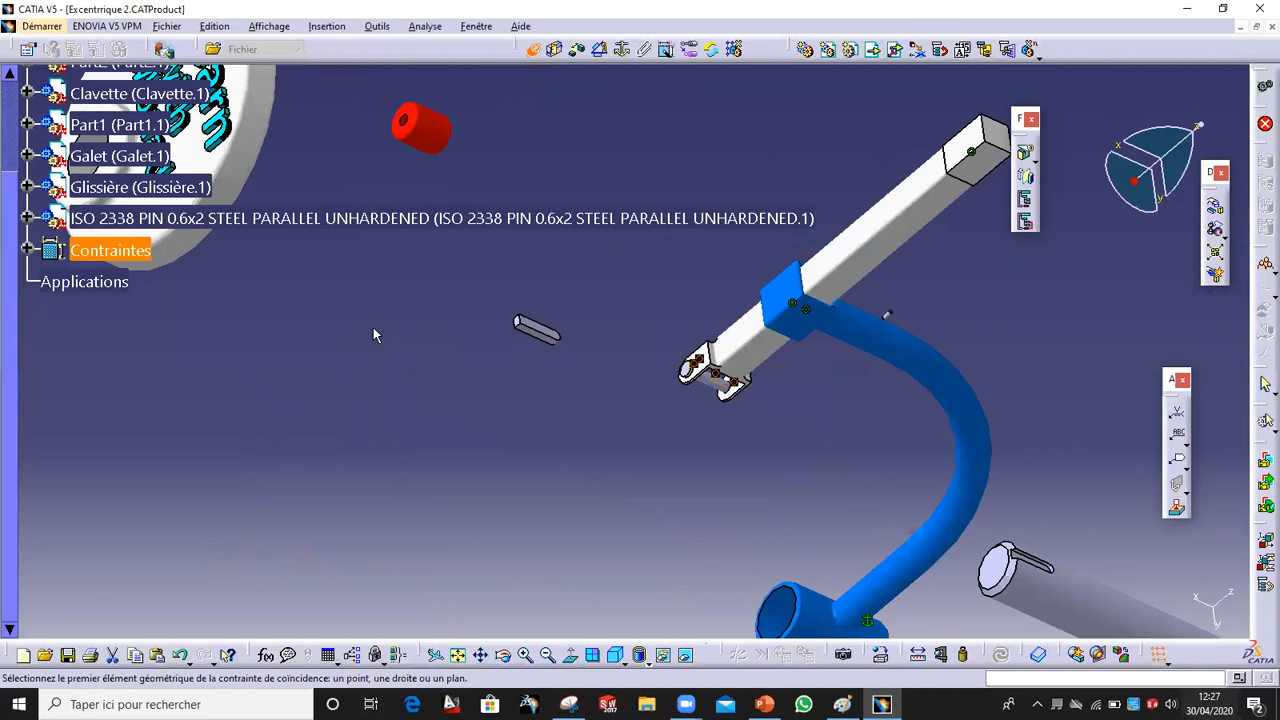 CATIA V5 - [Excentrrique 2.CATProduct]
Démarrer ENOVIA V5 VPM Fichier Edition Affichage Insertion Outils Analyse Fenêtre Aide
Fichier
Clavette (Clavette.1)
Part1 (Part1.1)
Galet (Galet.1)
Glissière (Glissière.1)
ISO 2338 PIN 0.6x2 STEEL PARALLEL UNHARDENED (ISO 2338 PIN 0.6x2 STEEL PARALLEL UNHARDENED.1)
Contraintes
Applications
F
D
A
x
y
x
z
y
Sélectionnez le premier élément géométrique de la contrainte de coïncidence: un point, une droite ou un plan.
Taper ici pour rechercher
12:27
30/04/2020